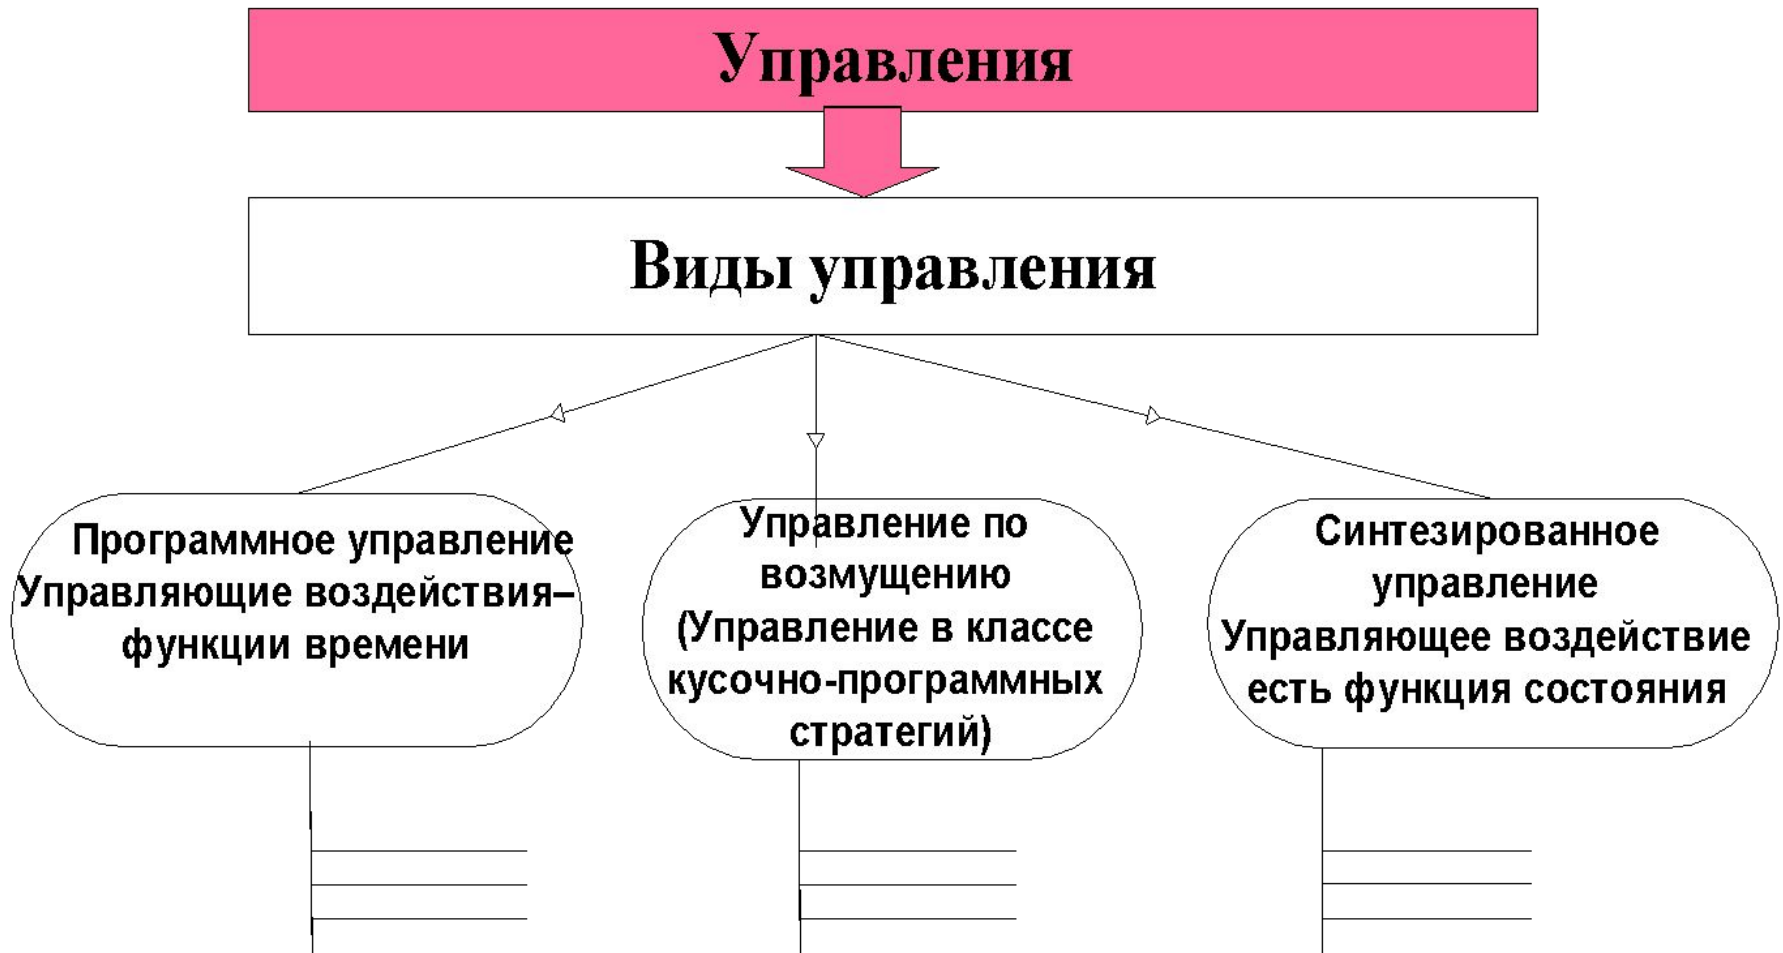 Управления
Виды управления
Программное управление
Управляющие воздействия–
функции времени
Управление по
возмущению
(Управление в классе
кусочно-программных
стратегий)
Синтезированное
управление
Управляющее воздействие
есть функция состояния